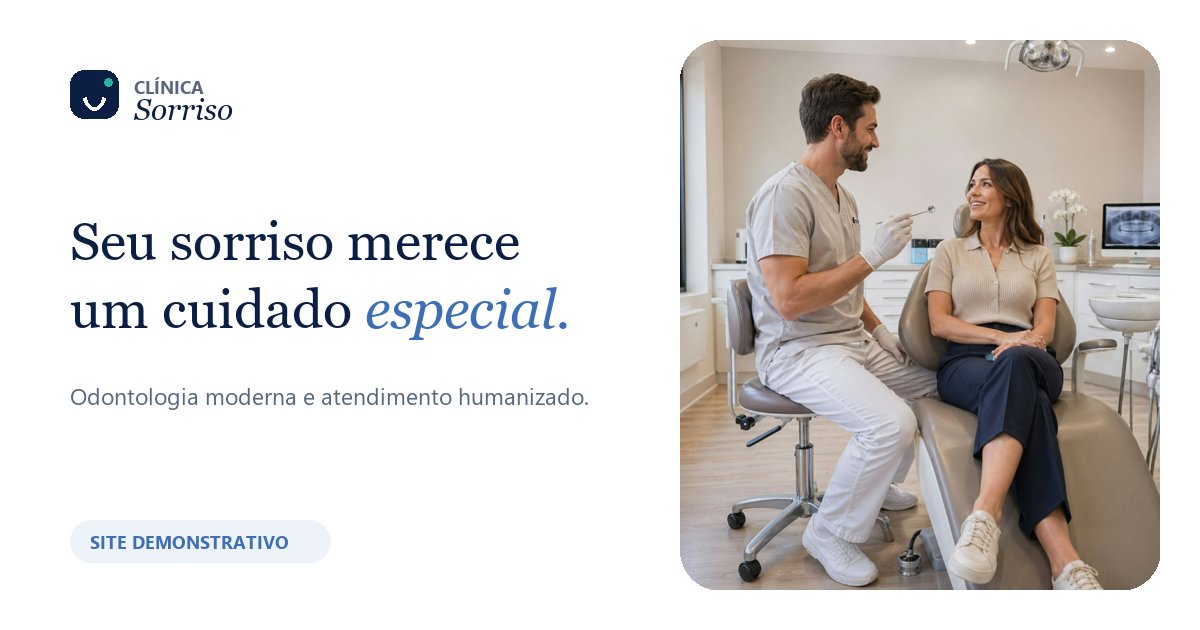 CLÍNICA
Sorriso
Seu sorriso merece
um cuidado especial.
Odontologia moderna e atendimento humanizado.
SITE DEMONSTRATIVO